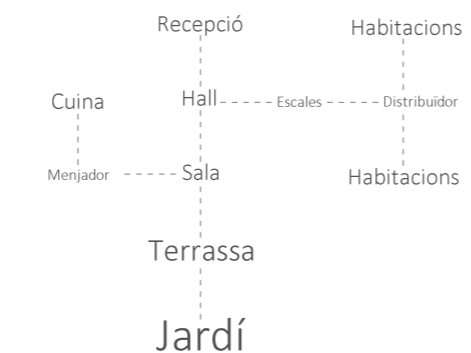 Recepció
Habitacions
Cuina
Hall
Escales
Distribuïdor
Menjador
Sala
Habitacions
Terrassa
Jardí